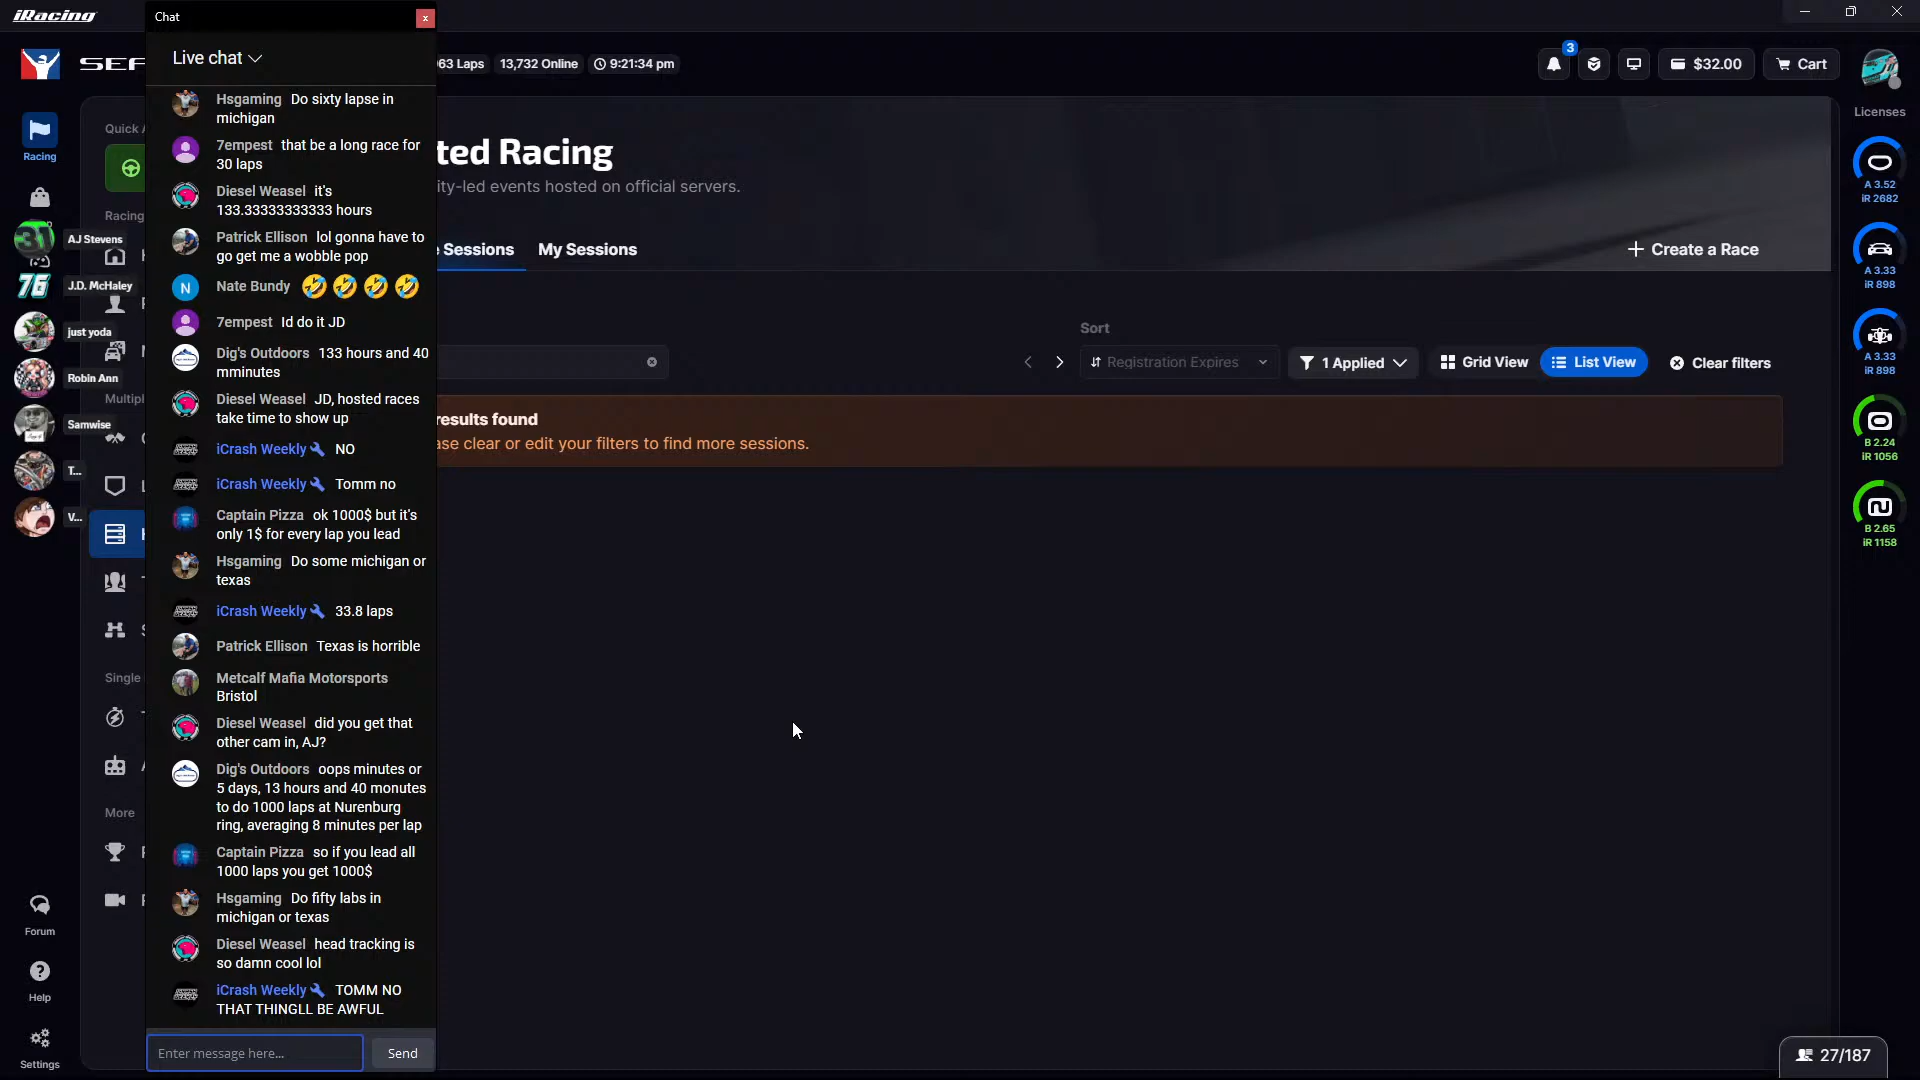 iRacing
Chat
x
Live chat
63 Laps
13,732 Online
9:21:34 pm
3
$32.00
Cart
Racing
Quick
Racing
Multipl
Single
More
Forum
Help
Settings
AJ Stevens
31
J.D. McHaley
76
just yoda
Robin Ann
Samwise
T...
V...
Hsgaming Do sixty lapse in
michigan
7empest that be a long race for
30 laps
Diesel Weasel it's
133.33333333333 hours
Patrick Ellison lol gonna have to
go get me a wobble pop
N
Nate Bundy 🤣 🤣 🤣 🤣
7empest Id do it JD
Dig's Outdoors 133 hours and 40
mminutes
Diesel Weasel JD, hosted races
take time to show up
iCrash Weekly NO
iCrash Weekly Tomm no
Captain Pizza ok 1000$ but it's
only 1$ for every lap you lead
Hsgaming Do some michigan or
texas
iCrash Weekly 33.8 laps
Patrick Ellison Texas is horrible
Metcalf Mafia Motorsports
Bristol
Diesel Weasel did you get that
other cam in, AJ?
Dig's Outdoors oops minutes or
5 days, 13 hours and 40 monutes
to do 1000 laps at Nurenburg
ring, averaging 8 minutes per lap
Captain Pizza so if you lead all
1000 laps you get 1000$
Hsgaming Do fifty labs in
michigan or texas
Diesel Weasel head tracking is
so damn cool lol
iCrash Weekly TOMM NO
THAT THINGLL BE AWFUL
Enter message here...
Send
ted Racing
ity-led events hosted on official servers.
e Sessions
My Sessions
+ Create a Race
Sort
Registration Expires
1 Applied
Grid View
List View
Clear filters
results found
ase clear or edit your filters to find more sessions.
Licenses
A 3.52
iR 2682
A 3.33
iR 898
A 3.33
iR 898
B 2.24
iR 1056
B 2.65
iR 1158
27/187